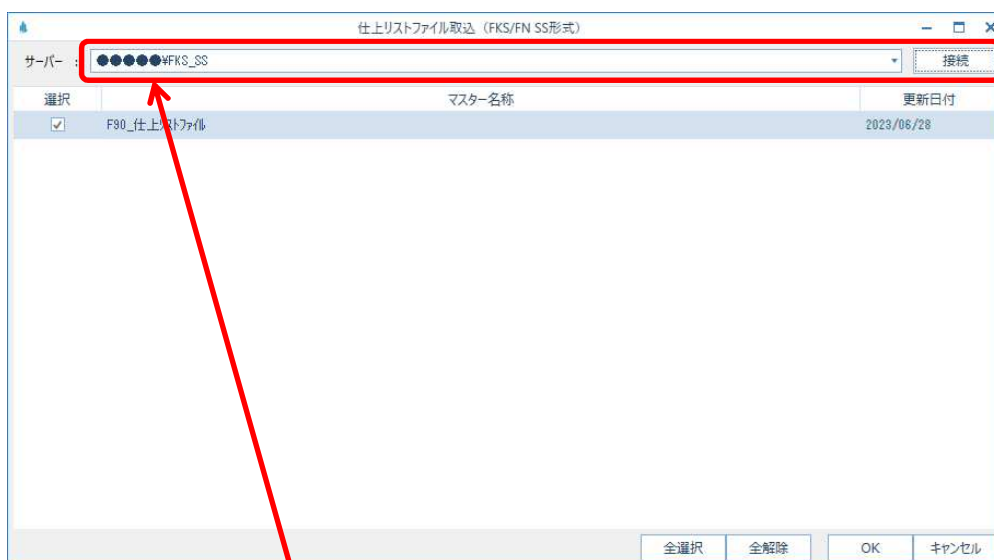 仕上リストファイル取込（FKS/FN SS形式）
サーバー : ●●●●●¥FKS_SS 接続
選択 マスター名称 更新日付
F90_仕上リストファイル 2023/06/28
全選択 全解除 OK キャンセル